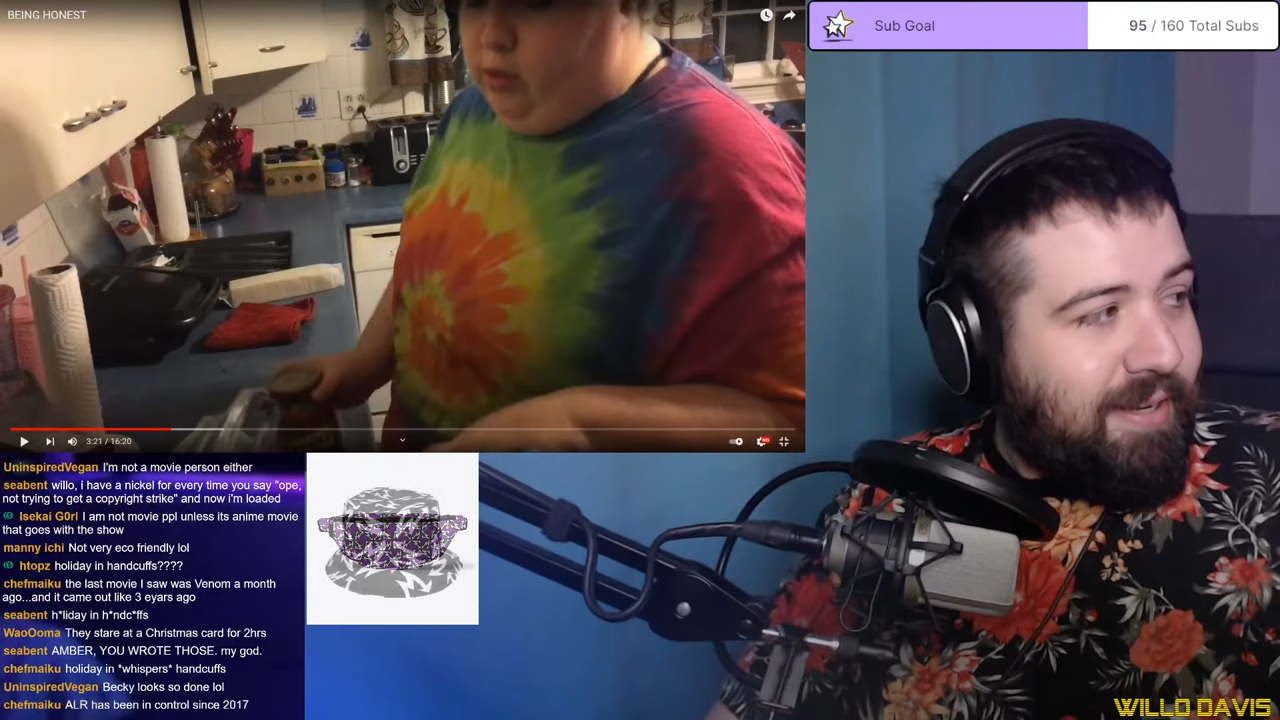 BEING HONEST
Sub Goal
95 / 160 Total Subs
3:21 / 16:20
UninspiredVegan I'm not a movie person either
seabent willo, i have a nickel for every time you say "ope,
not trying to get a copyright strike" and now i'm loaded
Isekai G0rl I am not movie ppl unless its anime movie
that goes with the show
manny ichi Not very eco friendly lol
htopz holiday in handcuffs????
chefmaiku the last movie I saw was Venom a month
ago...and it came out like 3 eyars ago
seabent h*liday in h*ndc*ffs
WaoOoma They stare at a Christmas card for 2hrs
seabent AMBER, YOU WROTE THOSE. my god.
chefmaiku holiday in *whispers* handcuffs
UninspiredVegan Becky looks so done lol
chefmaiku ALR has been in control since 2017
WILLO DAVIS